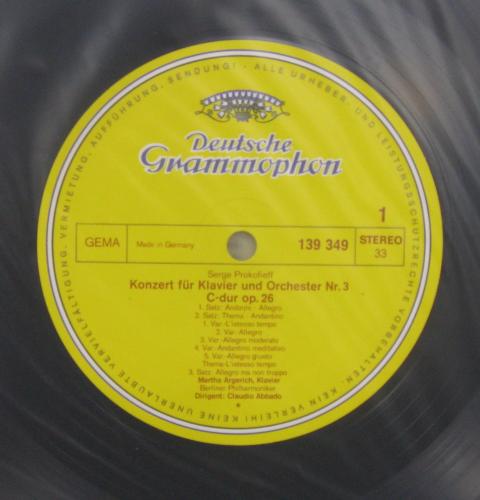 KEINE UNERLAUBTE VERVIELFÄLTIGUNG, VERMIETUNG, AUFFÜHRUNG, SENDUNG! - ALLE URHEBER- UND LEISTUNGSSCHUTZRECHTE VORBEHALTEN. KEIN VERLEIH!
Deutsche
Grammophon
1
GEMA
Made in Germany
139 349
STEREO
33
Serge Prokofieff
Konzert für Klavier und Orchester Nr. 3
C-dur op. 26
1. Satz: Andante - Allegro
2. Satz: Thema - Andantino
1. Var.-L'istesso tempo
2. Var.-Allegro
3. Var.-Allegro moderato
4. Var.-Andantino meditativo
5. Var.-Allegro giusto
Thema-L'istesso tempo
3. Satz: Allegro ma non troppo
Martha Argerich, Klavier
Berliner Philharmoniker
Dirigent: Claudio Abbado